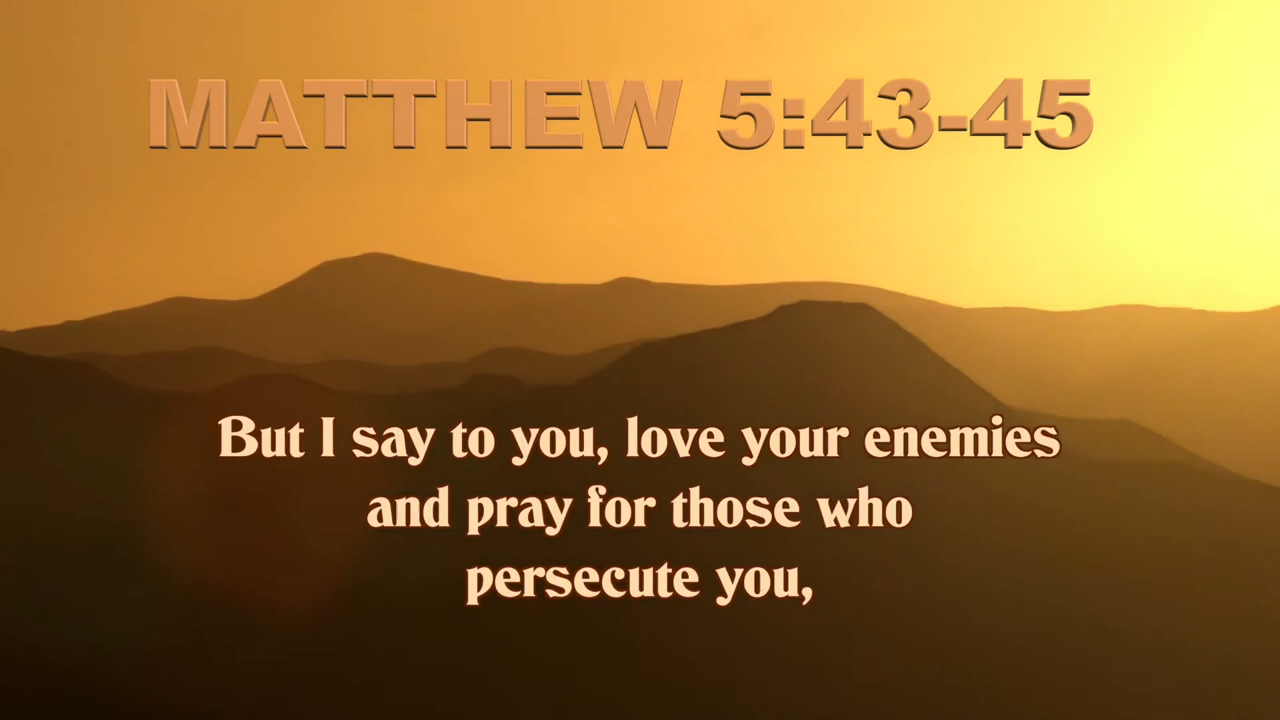 MATTHEW 5:43-45
But I say to you, love your enemies
and pray for those who
persecute you,